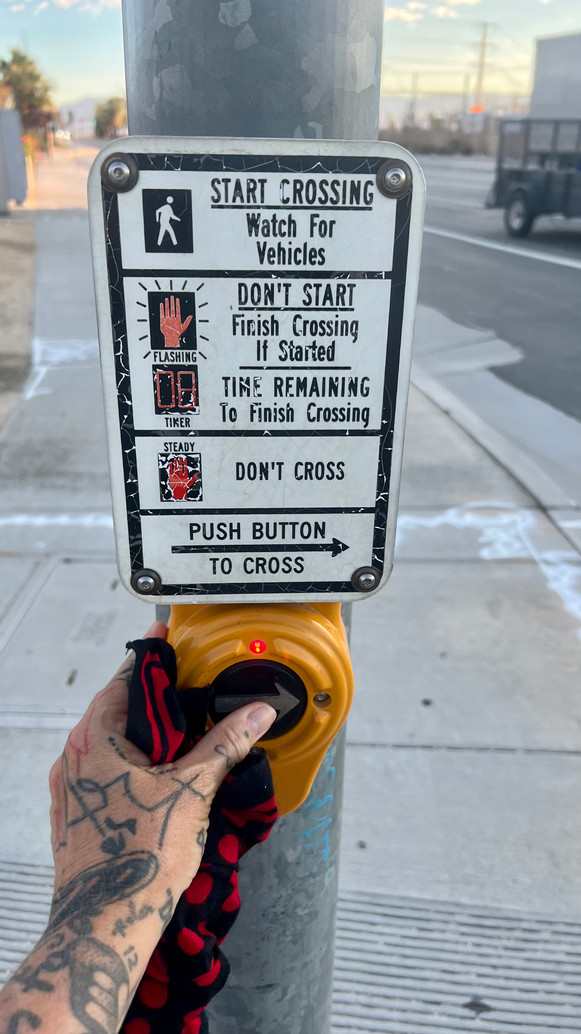 START CROSSING
Watch For
Vehicles
DON'T START
Finish Crossing
If Started
FLASHING
08
TIME REMAINING
To Finish Crossing
TIMER
STEADY
DON'T CROSS
PUSH BUTTON
TO CROSS